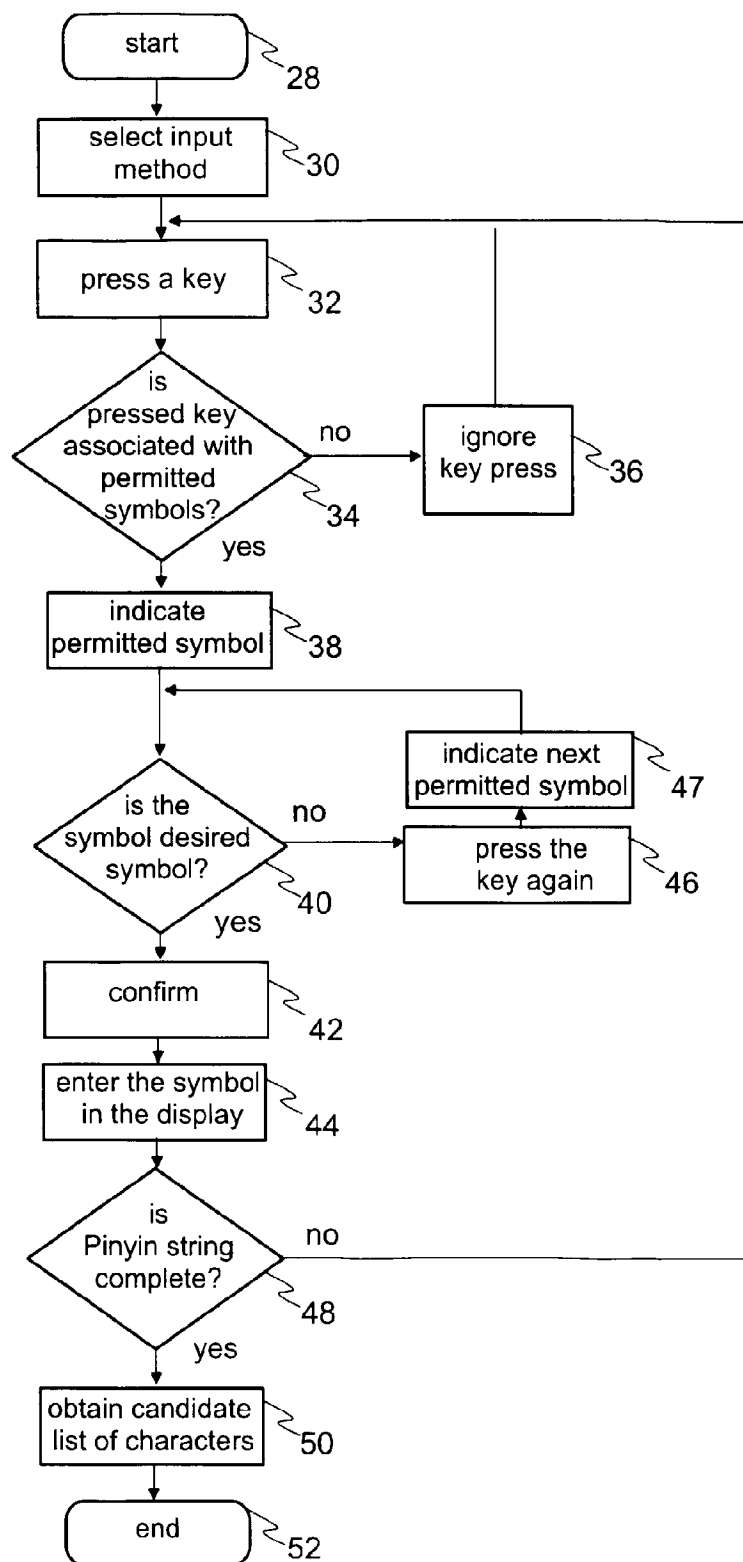 start
28
select input
method
30
press a key
32
is
pressed key
associated with
permitted
symbols?
34
no
ignore
key press
36
yes
indicate
permitted symbol
38
indicate next
permitted symbol
47
is the
symbol desired
symbol?
40
no
press the
key again
46
yes
confirm
42
enter the symbol
in the display
44
is
Pinyin string
complete?
48
no
yes
obtain candidate
list of characters
50
end
52